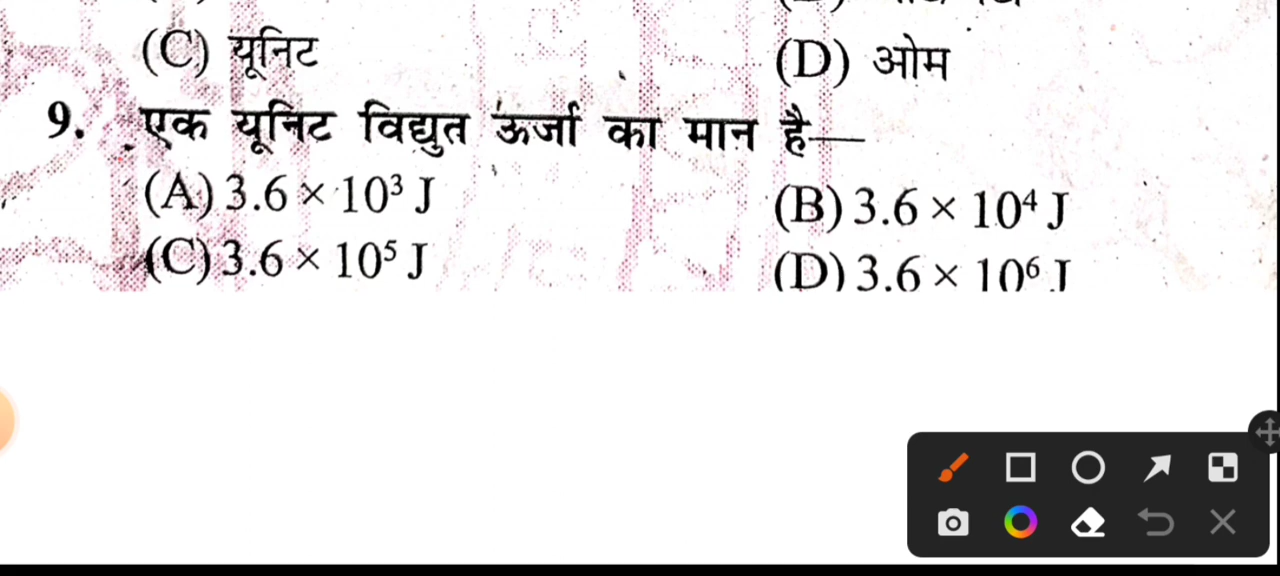 (C) यूनिट
(D) ओम
9. एक यूनिट विद्युत ऊर्जा का मान है—
(A) 3.6 × 10³ J
(B) 3.6 × 10⁴ J
(C) 3.6 × 10⁵ J
(D) 3.6 × 10⁶ J